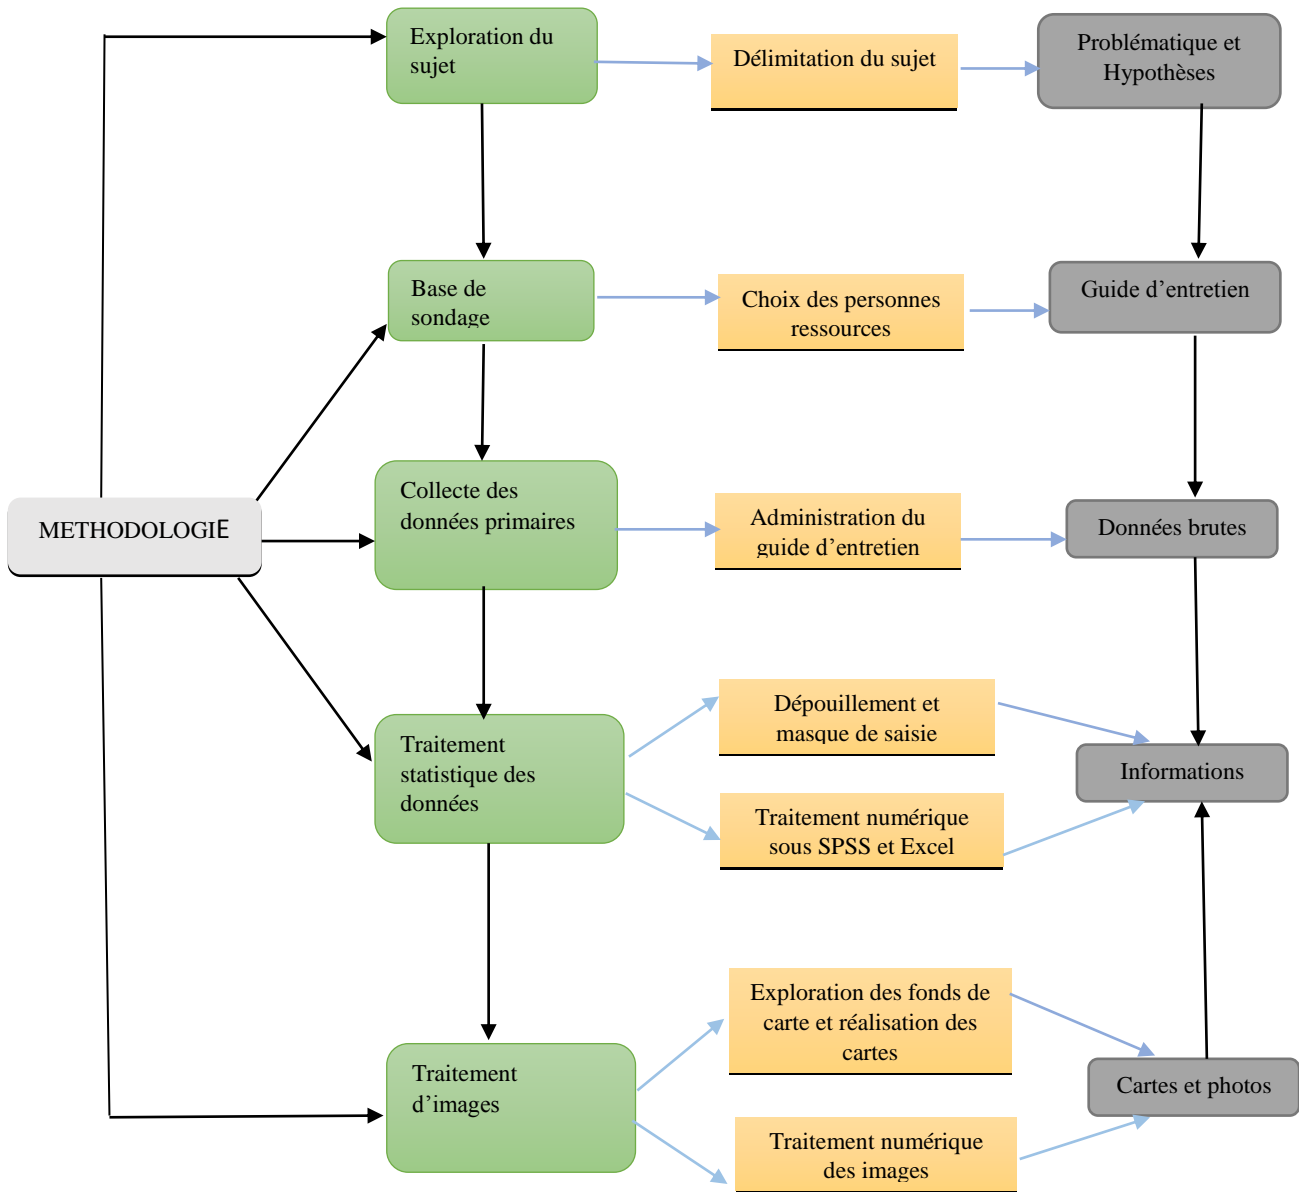 Exploration du
sujet
Délimitation du sujet
Problématique et
Hypothèses
Base de
sondage
Choix des personnes
ressources
Guide d’entretien
METHODOLOGIE
Collecte des
données primaires
Administration du
guide d’entretien
Données brutes
Traitement
statistique des
données
Dépouillement et
masque de saisie
Traitement numérique
sous SPSS et Excel
Informations
Traitement
d’images
Exploration des fonds de
carte et réalisation des
cartes
Traitement numérique
des images
Cartes et photos